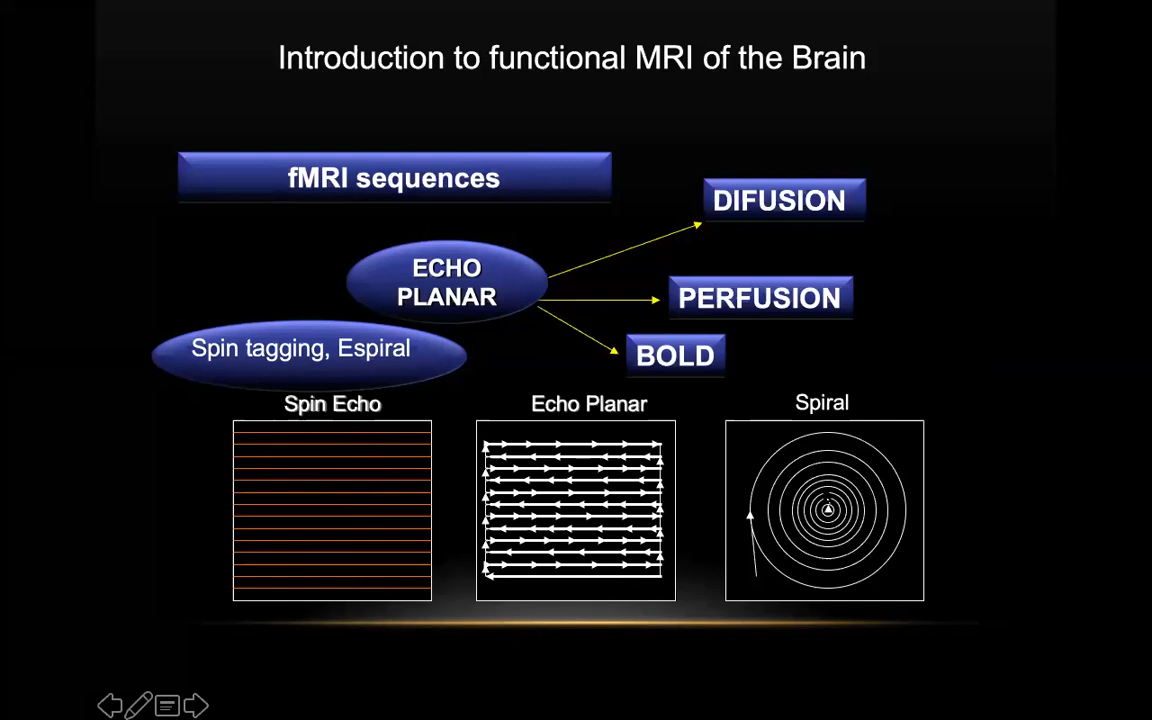 Introduction to functional MRI of the Brain
fMRI sequences
DIFUSION
ECHO
PLANAR
PERFUSION
Spin tagging, Espiral
BOLD
Spin Echo
Echo Planar
Spiral